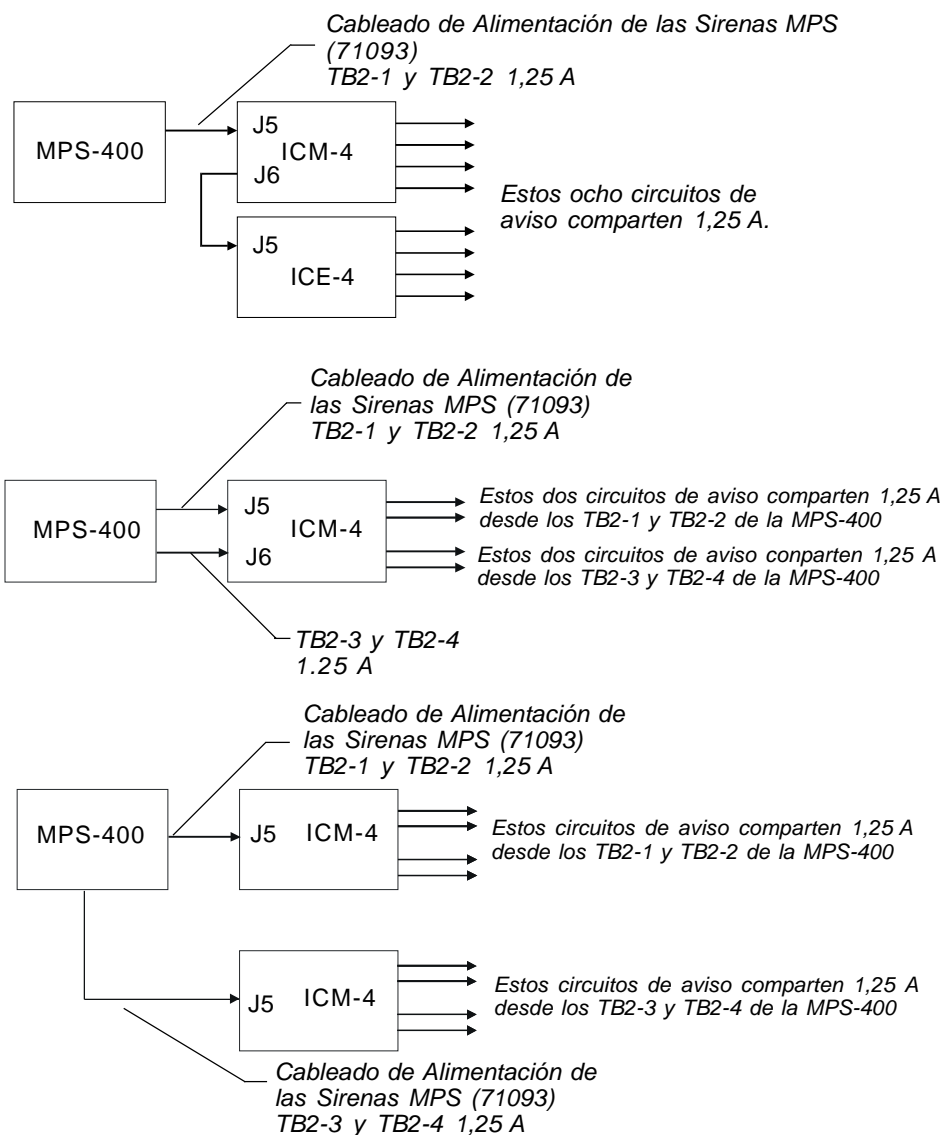 Cableado de Alimentación de las Sirenas MPS
(71093)
TB2-1 y TB2-2 1,25 A
MPS-400
J5
ICM-4
J6
Estos ocho circuitos de
aviso comparten 1,25 A.
J5
ICE-4
Cableado de Alimentación de
las Sirenas MPS (71093)
TB2-1 y TB2-2 1,25 A
MPS-400
J5
ICM-4
J6
Estos dos circuitos de aviso comparten 1,25 A
desde los TB2-1 y TB2-2 de la MPS-400
Estos dos circuitos de aviso conparten 1,25 A
desde los TB2-3 y TB2-4 de la MPS-400
TB2-3 y TB2-4
1.25 A
Cableado de Alimentación de
las Sirenas MPS (71093)
TB2-1 y TB2-2 1,25 A
MPS-400
J5 ICM-4
Estos circuitos de aviso comparten 1,25 A
desde los TB2-1 y TB2-2 de la MPS-400
J5 ICM-4
Estos circuitos de aviso comparten 1,25 A
desde los TB2-3 y TB2-4 de la MPS-400
Cableado de Alimentación de
las Sirenas MPS (71093)
TB2-3 y TB2-4 1,25 A